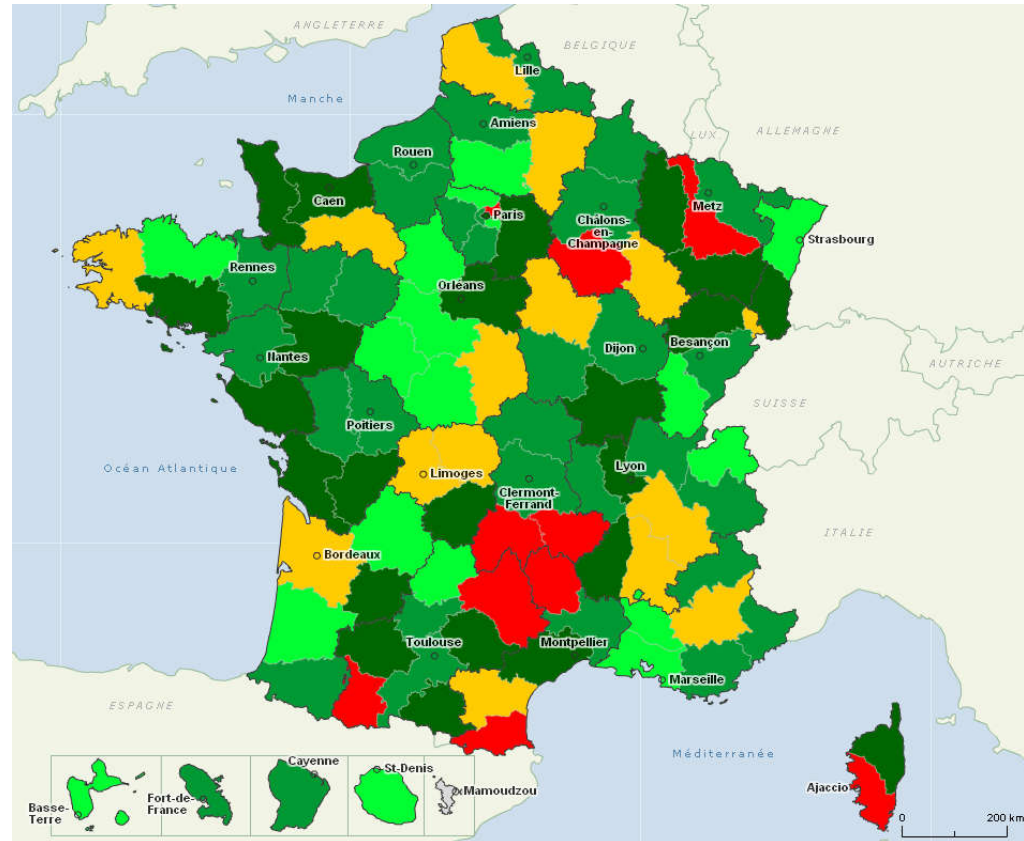 ANGLETERRE
BELGIQUE
Lille
Manche
Amiens
LUX.
ALLEMAGNE
Rouen
Caen
Metz
Paris
Châlons-
en-
Champagne
Strasbourg
Rennes
Orléans
Nantes
Dijon
Besançon
AUTRICHE
SUISSE
Poitiers
Océan Atlantique
Limoges
Lyon
Clermont-
Ferrand
ITALIE
Bordeaux
Toulouse
Montpellier
Marseille
ESPAGNE
Méditerranée
Cayenne
St-Denis
Mamoudzou
Fort-de-
France
Basse-
Terre
Ajaccio
0 200 km